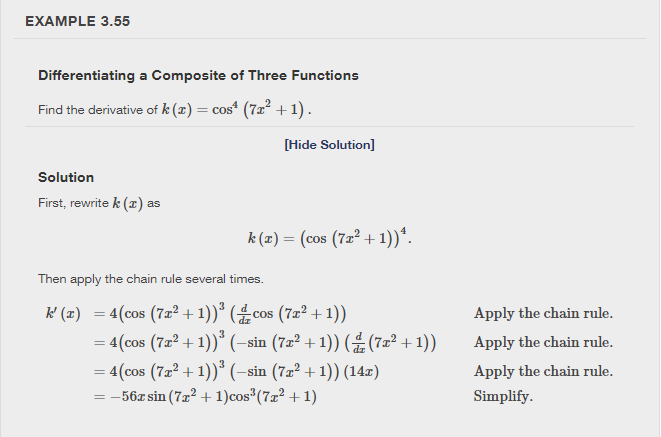 EXAMPLE 3.55
Differentiating a Composite of Three Functions
Find the derivative of k (x) = cos⁴ (7x² + 1) .
[Hide Solution]
Solution
First, rewrite k (x) as
k (x) = (cos (7x² + 1))⁴.
Then apply the chain rule several times.
k′ (x) = 4(cos (7x² + 1))³ (d/dx cos (7x² + 1)) Apply the chain rule.
= 4(cos (7x² + 1))³ (−sin (7x² + 1)) (d/dx (7x² + 1)) Apply the chain rule.
= 4(cos (7x² + 1))³ (−sin (7x² + 1)) (14x) Apply the chain rule.
= −56x sin (7x² + 1)cos³(7x² + 1) Simplify.